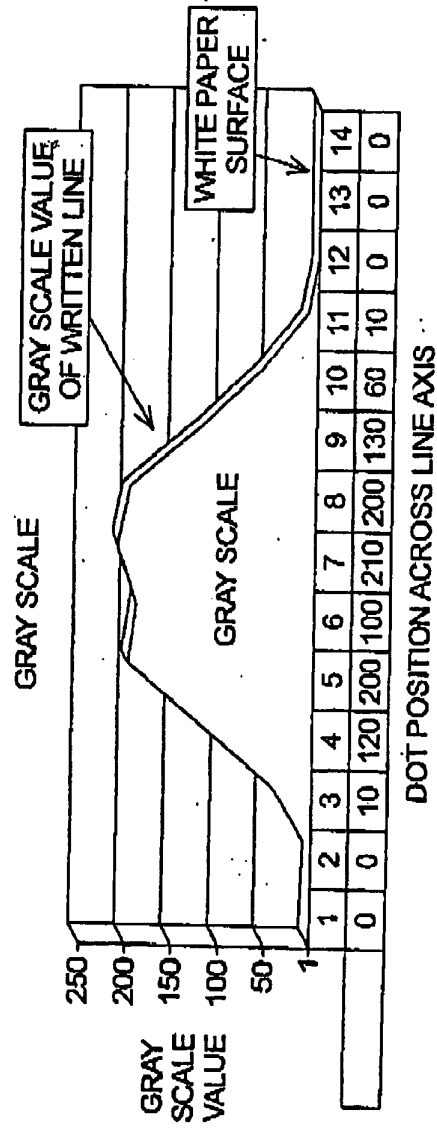 GRAY SCALE
GRAY SCALE VALUE
OF WRITTEN LINE
WHITE PAPER
SURFACE
GRAY
SCALE
VALUE
250
200
150
100
50
1
GRAY SCALE
1 2 3 4 5 6 7 8 9 10 11 12 13 14
0 0 10 120 200 100 210 200 130 60 10 0 0 0
DOT POSITION ACROSS LINE AXIS